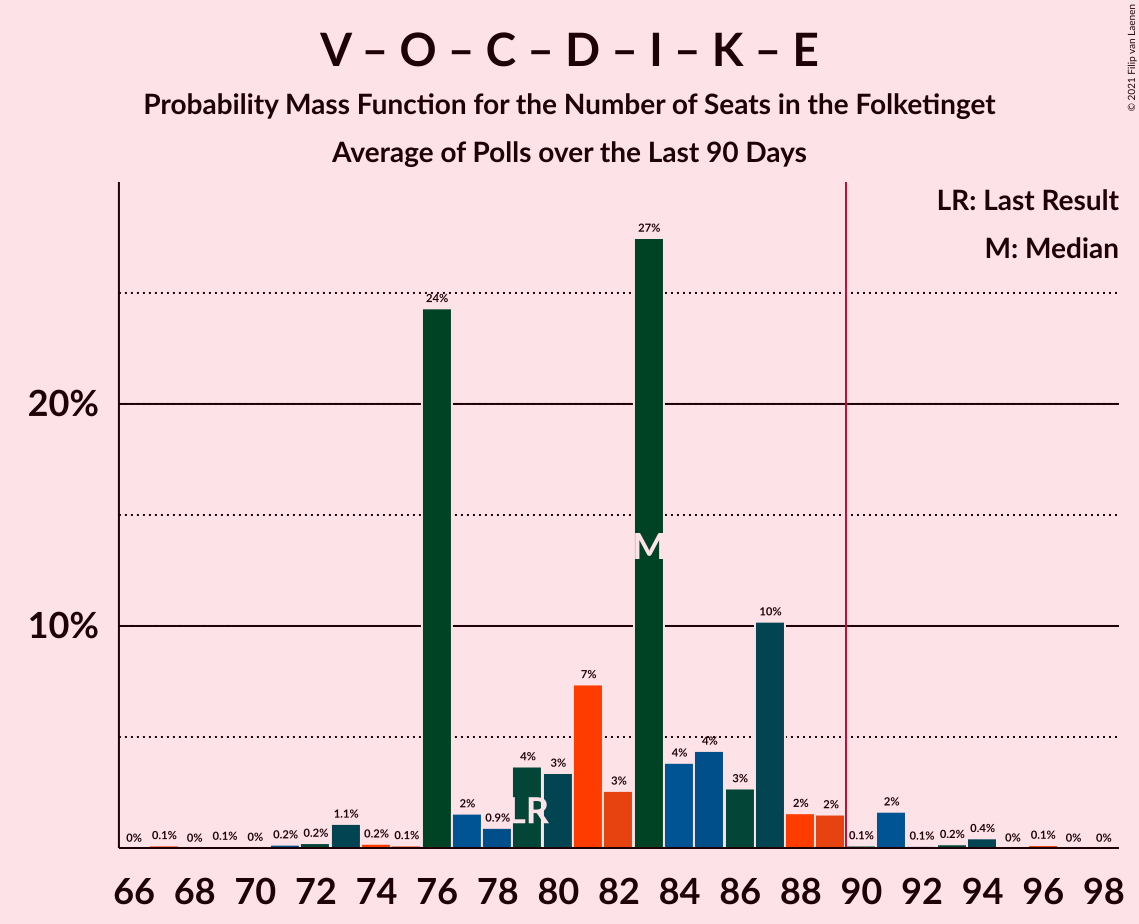 V – O – C – D – I – K – E
Probability Mass Function for the Number of Seats in the Folketinget
Average of Polls over the Last 90 Days
© 2021 Filip van Laenen
LR: Last Result
M: Median
20%
10%
0% 0.1% 0% 0.1% 0% 0.2% 0.2% 1.1% 0.2% 0.1% 24% 2% 0.9% 4% 3% 7% 3% 27% 4% 4% 3% 10% 2% 2% 0.1% 2% 0.1% 0.2% 0.4% 0% 0.1% 0% 0%
M
LR
66 68 70 72 74 76 78 80 82 84 86 88 90 92 94 96 98